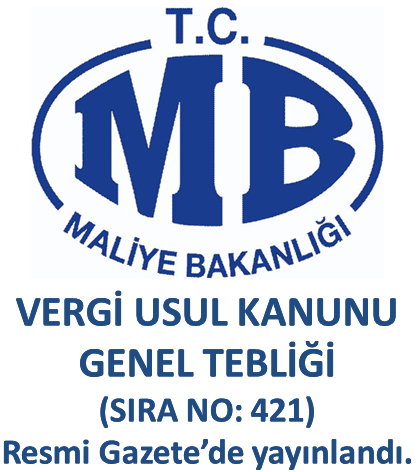 T.C.
MB
MALİYE BAKANLIĞI
VERGİ USUL KANUNU
GENEL TEBLİĞİ
(SIRA NO: 421)
Resmi Gazete’de yayınlandı.